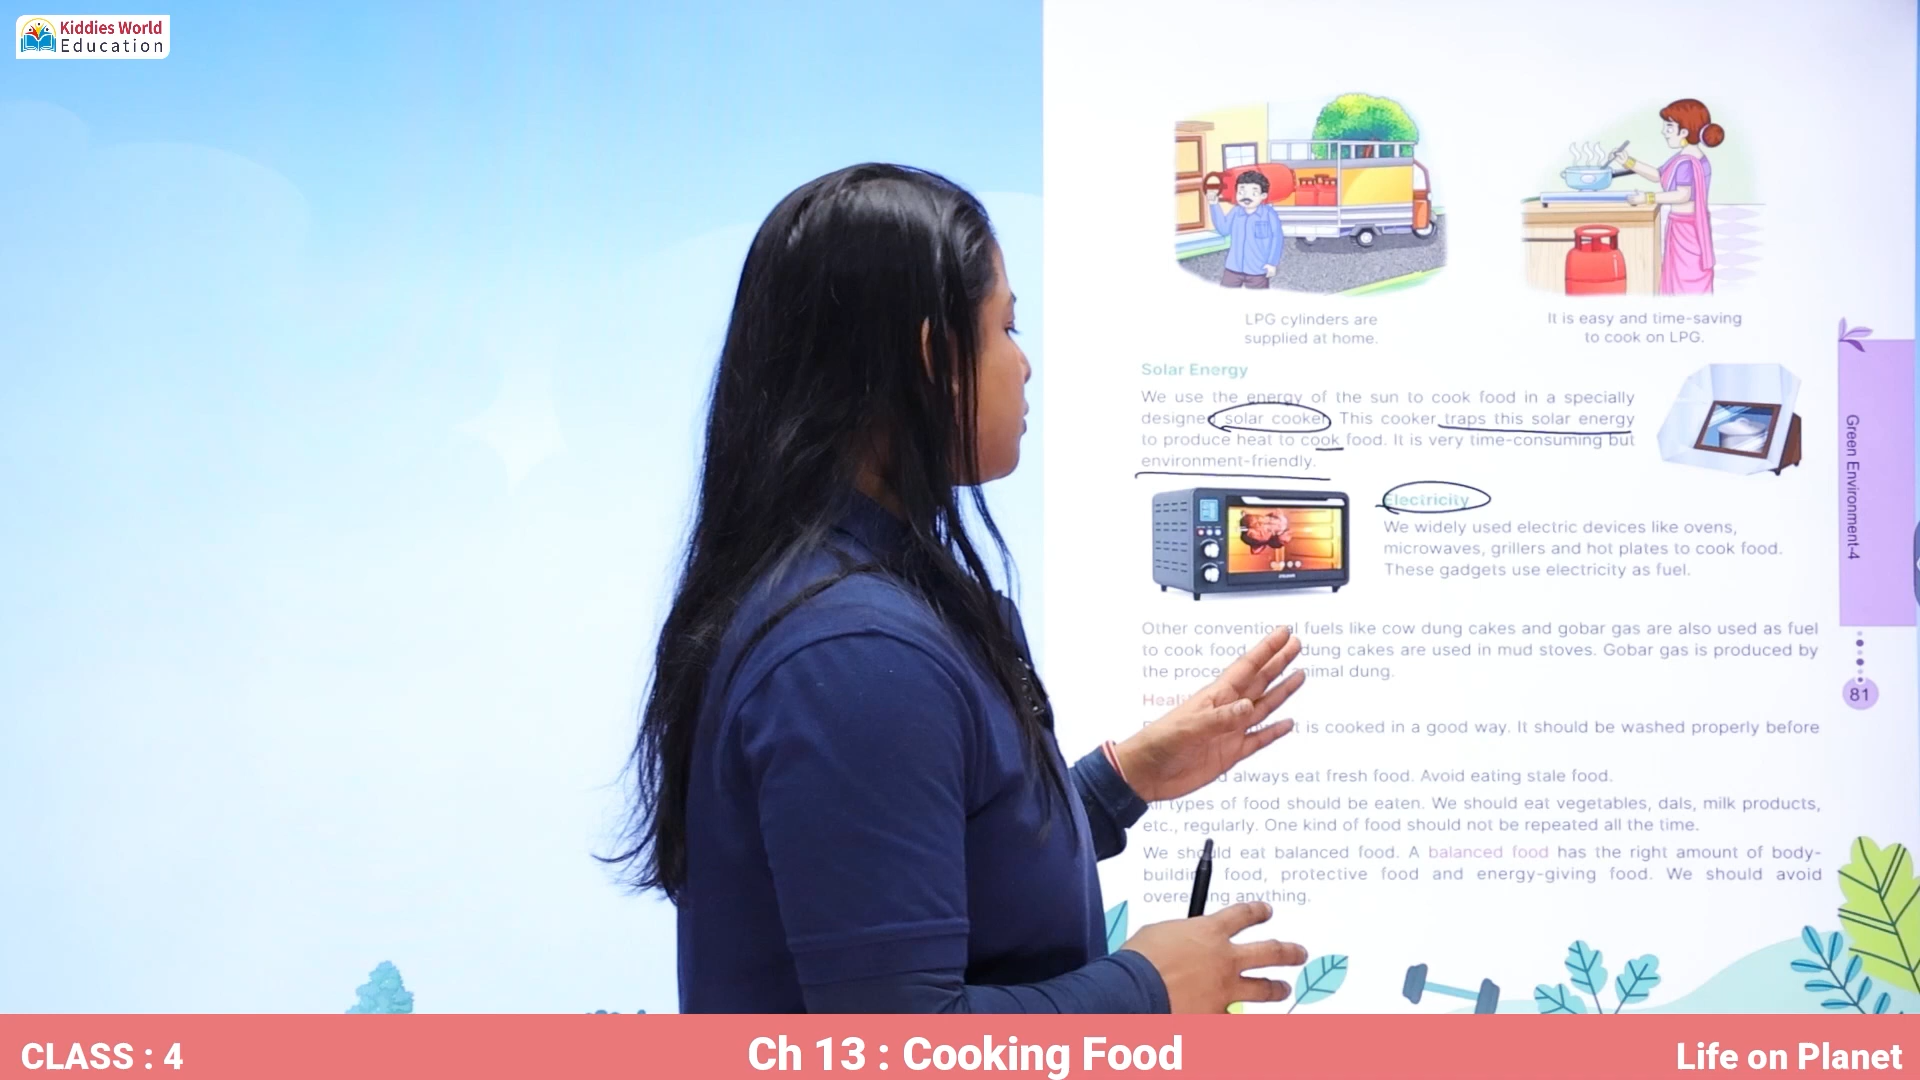 Kiddies World
Education
LPG cylinders are
supplied at home.
It is easy and time-saving
to cook on LPG.
Solar Energy
We use the energy of the sun to cook food in a specially
designed solar cooker. This cooker traps this solar energy
to produce heat to cook food. It is very time-consuming but
environment-friendly.
Electricity
We widely used electric devices like ovens,
microwaves, grillers and hot plates to cook food.
These gadgets use electricity as fuel.
Other conventional fuels like cow dung cakes and gobar gas are also used as fuel
to cook food. dung cakes are used in mud stoves. Gobar gas is produced by
the animal dung.
is cooked in a good way. It should be washed properly before
always eat fresh food. Avoid eating stale food.
All types of food should be eaten. We should eat vegetables, dals, milk products,
etc., regularly. One kind of food should not be repeated all the time.
We should eat balanced food. A balanced food has the right amount of body-
building food, protective food and energy-giving food. We should avoid
overeating anything.
Green Environment-4
81
CLASS : 4
Ch 13 : Cooking Food
Life on Planet